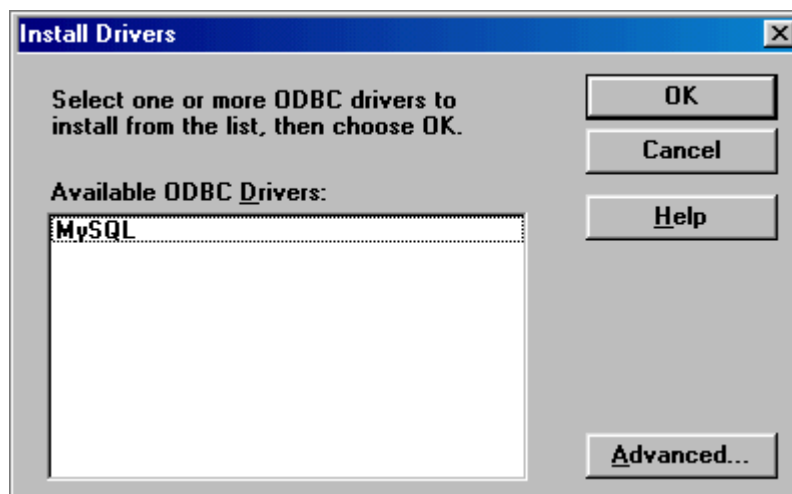 Install Drivers
Select one or more ODBC drivers to
install from the list, then choose OK.
Available ODBC Drivers:
MySQL
OK
Cancel
Help
Advanced...